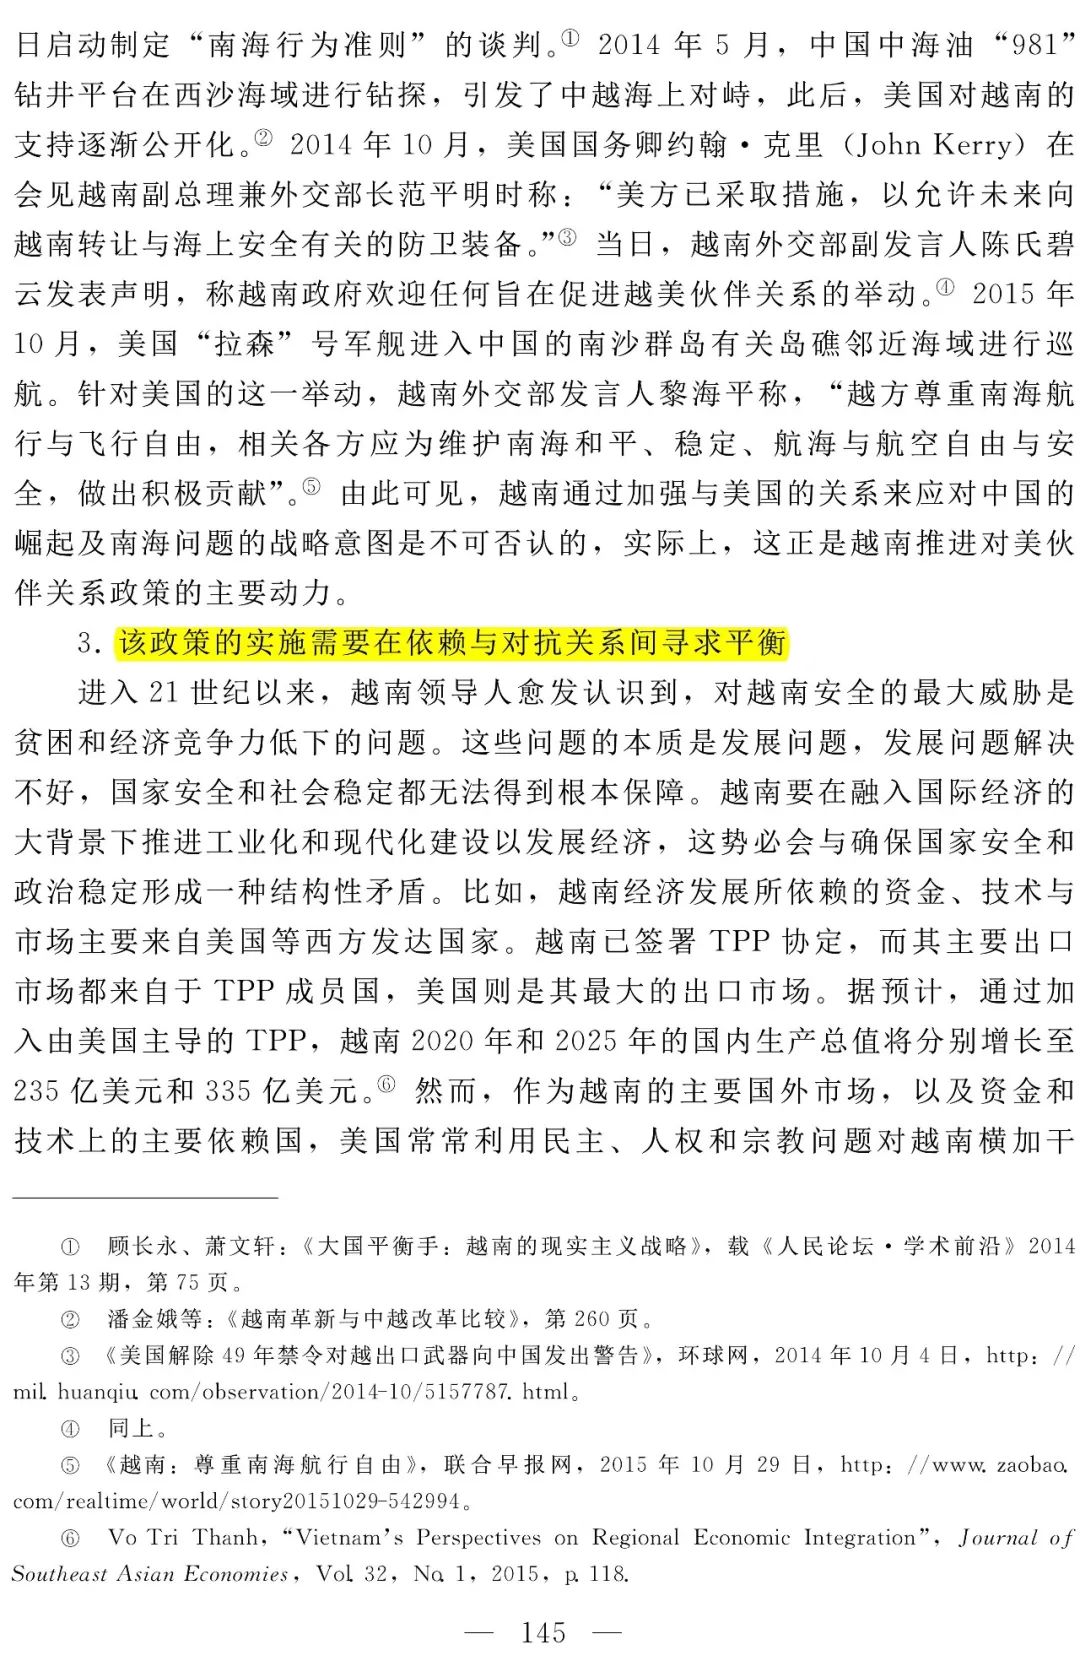 日启动制定“南海行为准则”的谈判。① 2014 年 5 月，中国中海油“981”
钻井平台在西沙海域进行钻探，引发了中越海上对峙，此后，美国对越南的
支持逐渐公开化。② 2014 年 10 月，美国国务卿约翰·克里（John Kerry）在
会见越南副总理兼外交部长范平明时称：“美方已采取措施，以允许未来向
越南转让与海上安全有关的防卫装备。”③ 当日，越南外交部副发言人陈氏碧
云发表声明，称越南政府欢迎任何旨在促进越美伙伴关系的举动。④ 2015 年
10 月，美国“拉森”号军舰进入中国的南沙群岛有关岛礁邻近海域进行巡
航。针对美国的这一举动，越南外交部发言人黎海平称，“越方尊重南海航
行与飞行自由，相关各方应为维护南海和平、稳定、航海与航空自由与安
全，做出积极贡献”。⑤ 由此可见，越南通过加强与美国的关系来应对中国的
崛起及南海问题的战略意图是不可否认的，实际上，这正是越南推进对美伙
伴关系政策的主要动力。
3. 该政策的实施需要在依赖与对抗关系间寻求平衡
进入 21 世纪以来，越南领导人愈发认识到，对越南安全的最大威胁是
贫困和经济竞争力低下的问题。这些问题的本质是发展问题，发展问题解决
不好，国家安全和社会稳定都无法得到根本保障。越南要在融入国际经济的
大背景下推进工业化和现代化建设以发展经济，这势必会与确保国家安全和
政治稳定形成一种结构性矛盾。比如，越南经济发展所依赖的资金、技术与
市场主要来自美国等西方发达国家。越南已签署 TPP 协定，而其主要出口
市场都来自于 TPP 成员国，美国则是其最大的出口市场。据预计，通过加
入由美国主导的 TPP，越南 2020 年和 2025 年的国内生产总值将分别增长至
235 亿美元和 335 亿美元。⑥ 然而，作为越南的主要国外市场，以及资金和
技术上的主要依赖国，美国常常利用民主、人权和宗教问题对越南横加干
① 顾长永、萧文轩：《大国平衡手：越南的现实主义战略》，载《人民论坛·学术前沿》2014
年第 13 期，第 75 页。
② 潘金娥等：《越南革新与中越改革比较》，第 260 页。
③ 《美国解除 49 年禁令对越出口武器向中国发出警告》，环球网，2014 年 10 月 4 日，http：//
mil. huanqiu. com/observation/2014-10/5157787. html。
④ 同上。
⑤ 《越南：尊重南海航行自由》，联合早报网，2015 年 10 月 29 日，http：//www. zaobao.
com/realtime/world/story20151029-542994。
⑥ Vo Tri Thanh，“Vietnam’s Perspectives on Regional Economic Integration”，Journal of
Southeast Asian Economies，Vol. 32，No. 1，2015，p. 118.
— 145 —